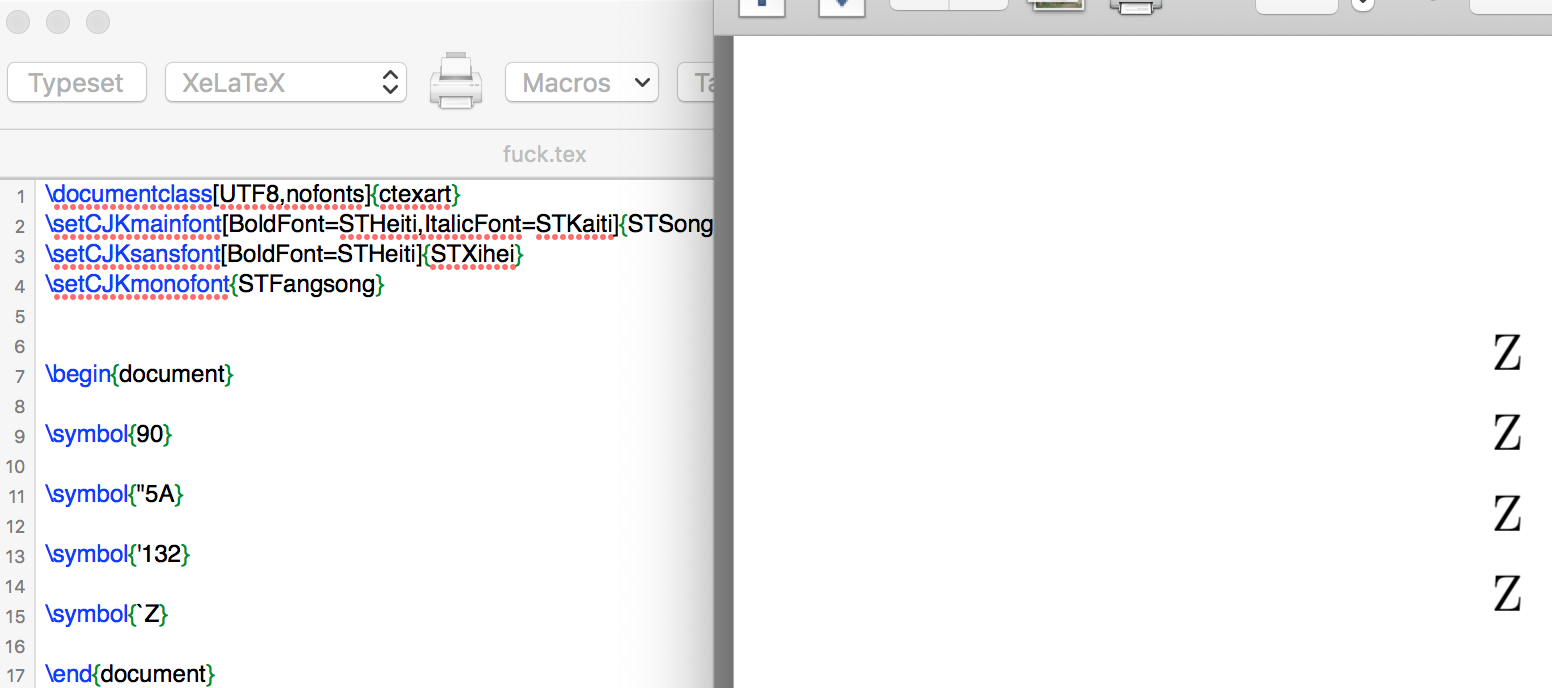 Typeset XeLaTeX Macros Ta
fuck.tex
1 \documentclass[UTF8,nofonts]{ctexart}
2 \setCJKmainfont[BoldFont=STHeiti,ItalicFont=STKaiti]{STSong
3 \setCJKsansfont[BoldFont=STHeiti]{STXihei}
4 \setCJKmonofont{STFangsong}
5
6
7 \begin{document}
8
9 \symbol{90}
10
11 \symbol{"5A}
12
13 \symbol{'132}
14
15 \symbol{`Z}
16
17 \end{document}
Z
Z
Z
Z